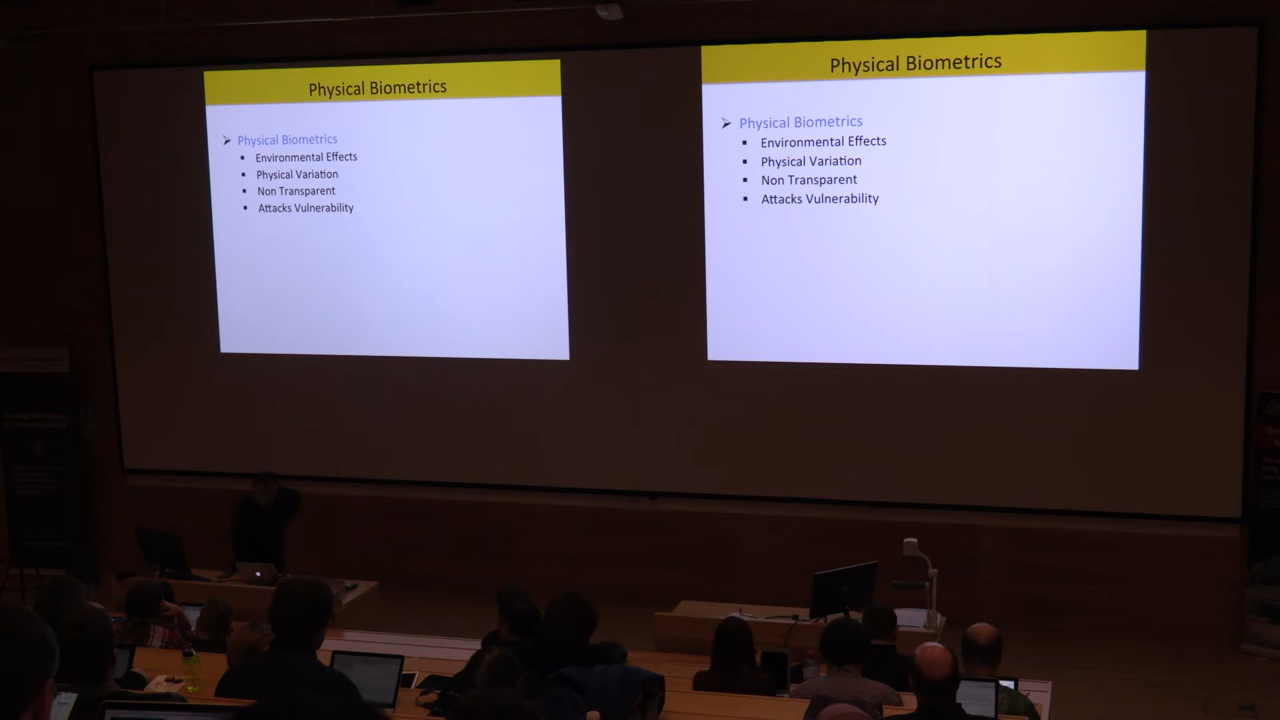 Physical Biometrics
Physical Biometrics
Environmental Effects
Physical Variation
Non Transparent
Attacks Vulnerability
Physical Biometrics
Physical Biometrics
Environmental Effects
Physical Variation
Non Transparent
Attacks Vulnerability